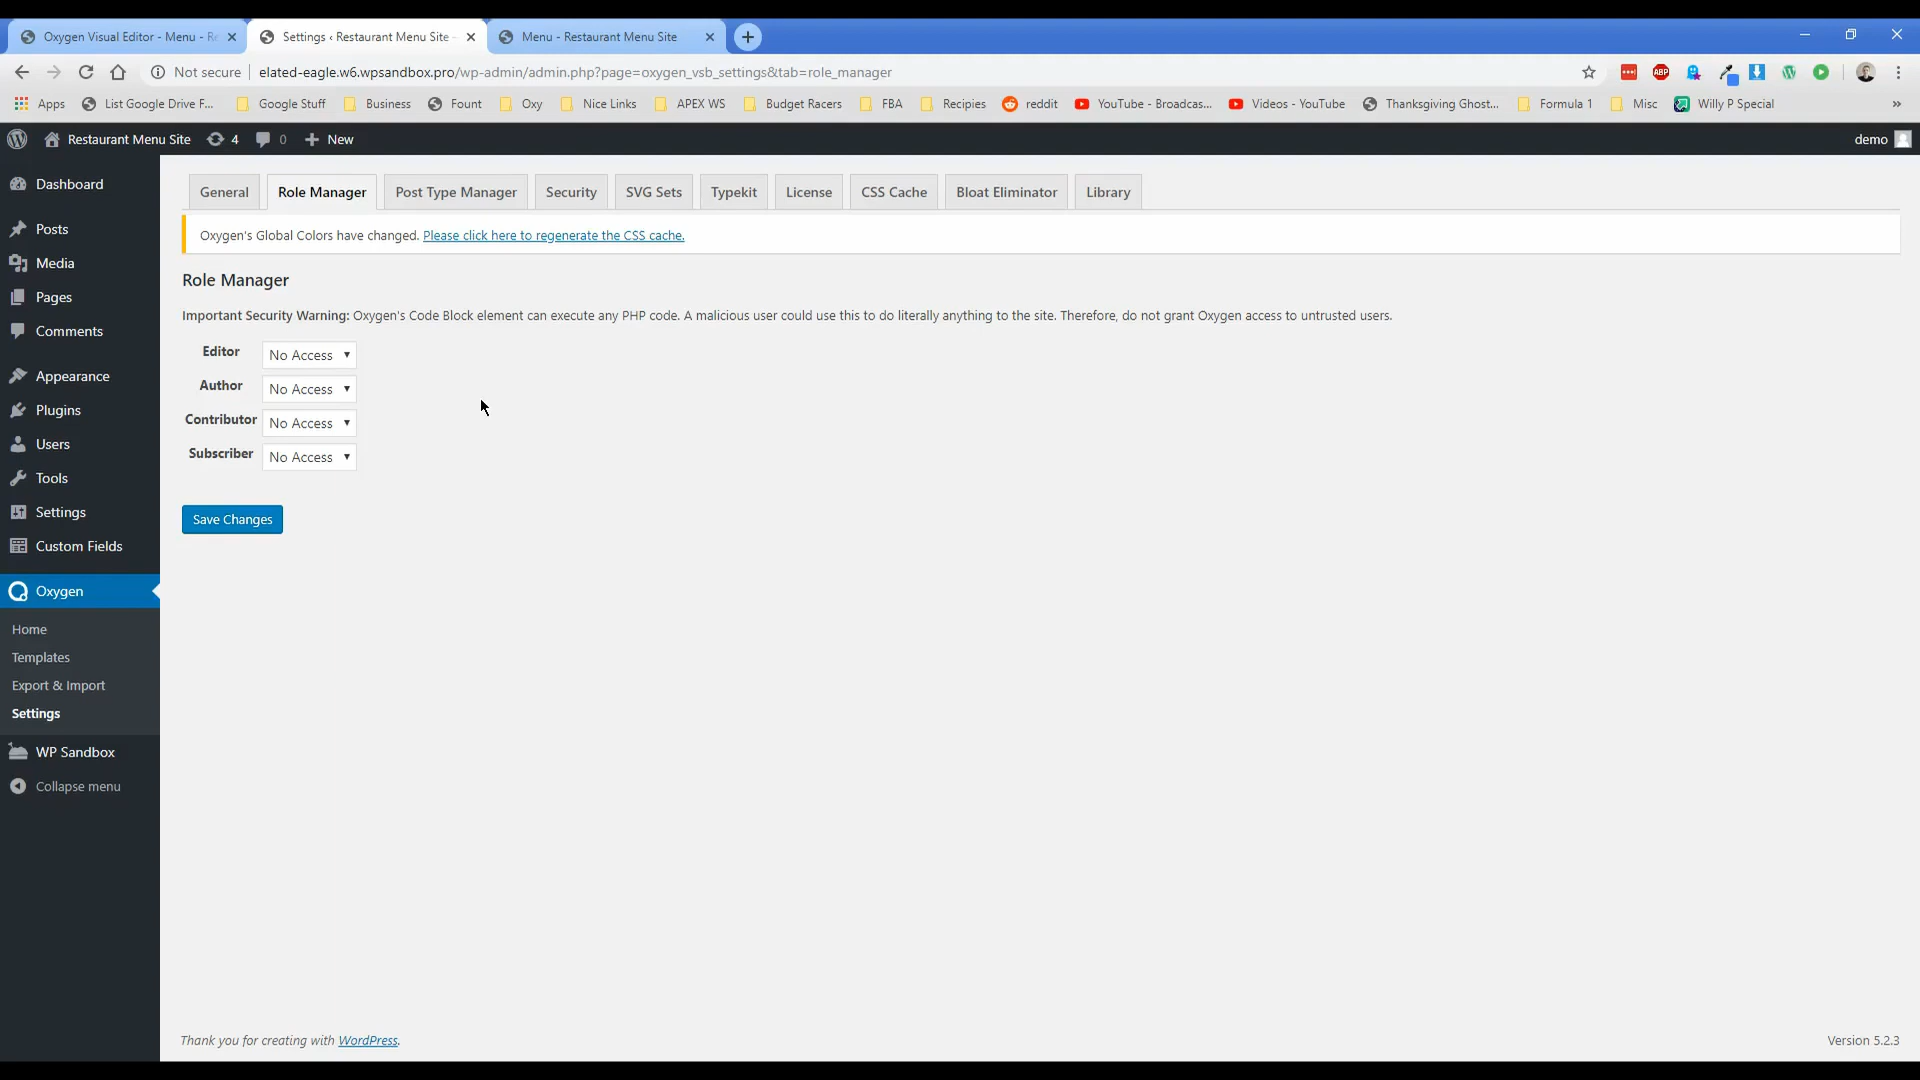 Oxygen Visual Editor - Menu - Re
Settings ‹ Restaurant Menu Site -
Menu - Restaurant Menu Site
Not secure
elated-eagle.w6.wpsandbox.pro/wp-admin/admin.php?page=oxygen_vsb_settings&tab=role_manager
ABP
Apps
List Google Drive F...
Google Stuff
Business
Fount
Oxy
Nice Links
APEX WS
Budget Racers
FBA
Recipies
reddit
YouTube - Broadcas...
Videos - YouTube
Thanksgiving Ghost...
Formula 1
Misc
Willy P Special
»
Restaurant Menu Site
4
0
New
demo
Dashboard
Posts
Media
Pages
Comments
Appearance
Plugins
Users
Tools
Settings
Custom Fields
Oxygen
Home
Templates
Export & Import
Settings
WP Sandbox
Collapse menu
General
Role Manager
Post Type Manager
Security
SVG Sets
Typekit
License
CSS Cache
Bloat Eliminator
Library
Oxygen's Global Colors have changed. Please click here to regenerate the CSS cache.
Role Manager
Important Security Warning: Oxygen's Code Block element can execute any PHP code. A malicious user could use this to do literally anything to the site. Therefore, do not grant Oxygen access to untrusted users.
Editor No Access
Author No Access
Contributor No Access
Subscriber No Access
Save Changes
Thank you for creating with WordPress.
Version 5.2.3